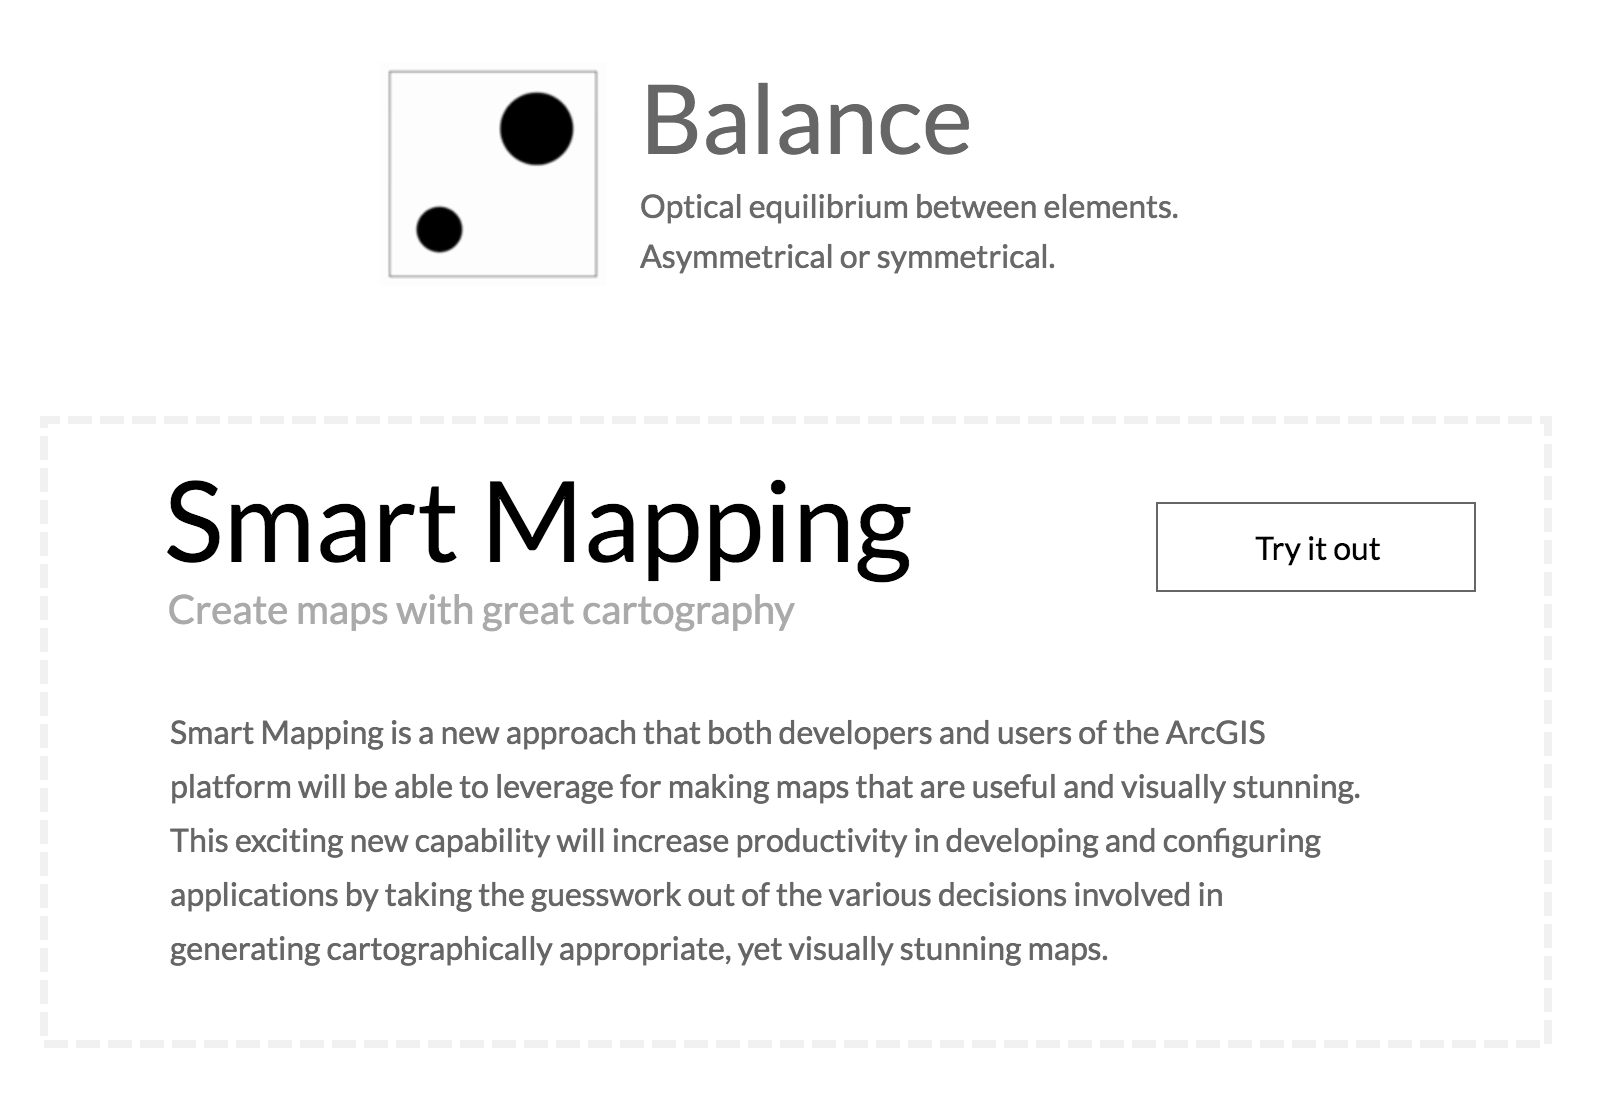 Balance
Optical equilibrium between elements.
Asymmetrical or symmetrical.
Smart Mapping
Try it out
Create maps with great cartography
Smart Mapping is a new approach that both developers and users of the ArcGIS
platform will be able to leverage for making maps that are useful and visually stunning.
This exciting new capability will increase productivity in developing and configuring
applications by taking the guesswork out of the various decisions involved in
generating cartographically appropriate, yet visually stunning maps.